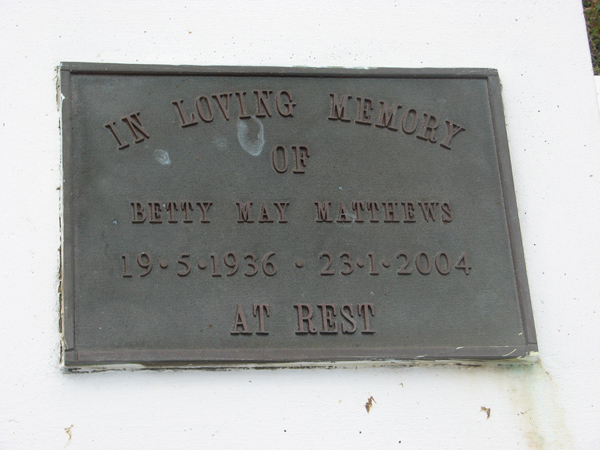 IN LOVING MEMORY
OF
BETTY MAY MATTHEWS
19·5·1936 · 23·1·2004
AT REST